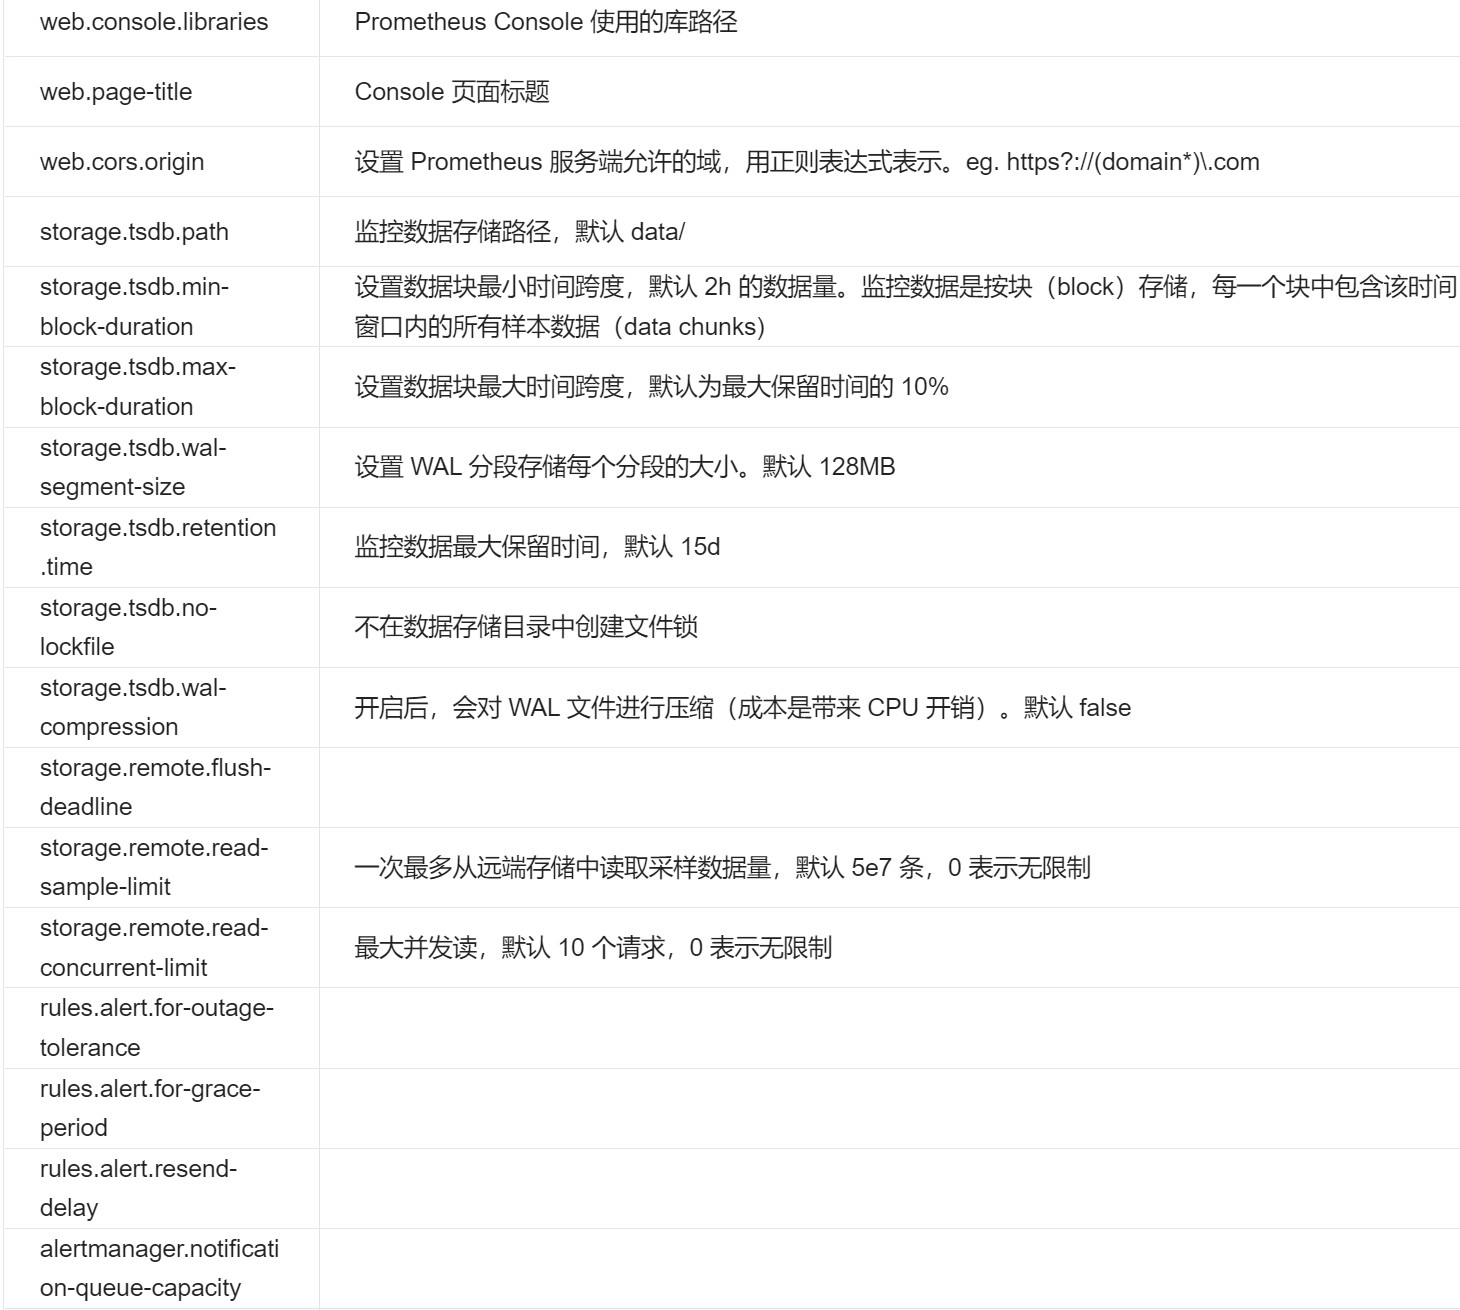 web.console.libraries
Prometheus Console 使用的库路径
web.page-title
Console 页面标题
web.cors.origin
设置 Prometheus 服务端允许的域，用正则表达式表示。eg. https?://(domain*)\.com
storage.tsdb.path
监控数据存储路径，默认 data/
storage.tsdb.min-
block-duration
设置数据块最小时间跨度，默认 2h 的数据量。监控数据是按块（block）存储，每一个块中包含该时间
窗口内的所有样本数据（data chunks）
storage.tsdb.max-
block-duration
设置数据块最大时间跨度，默认为最大保留时间的 10%
storage.tsdb.wal-
segment-size
设置 WAL 分段存储每个分段的大小。默认 128MB
storage.tsdb.retention
.time
监控数据最大保留时间，默认 15d
storage.tsdb.no-
lockfile
不在数据存储目录中创建文件锁
storage.tsdb.wal-
compression
开启后，会对 WAL 文件进行压缩（成本是带来 CPU 开销）。默认 false
storage.remote.flush-
deadline
storage.remote.read-
sample-limit
一次最多从远端存储中读取采样数据量，默认 5e7 条，0 表示无限制
storage.remote.read-
concurrent-limit
最大并发读，默认 10 个请求，0 表示无限制
rules.alert.for-outage-
tolerance
rules.alert.for-grace-
period
rules.alert.resend-
delay
alertmanager.notificati
on-queue-capacity